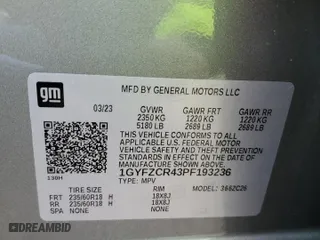 gm
MFD BY GENERAL MOTORS LLC
03/23 GVWR GAWR FRT GAWR RR
2350 KG 1220 KG 1220 KG
5180 LB 2689 LB 2689 LB
THIS VEHICLE CONFORMS TO ALL
APPLICABLE U.S. FEDERAL MOTOR
VEHICLE SAFETY AND THEFT
PREVENTION STANDARDS IN
EFFECT ON THE DATE OF
MANUFACTURE SHOWN ABOVE.
1GYFZCR43PF193236
TYPE: MPV
TIRE SIZE RIM MODEL:
FRT 235/60R18 H 18X8J
RR 235/60R18 H 18X8J
SPA NONE NONE